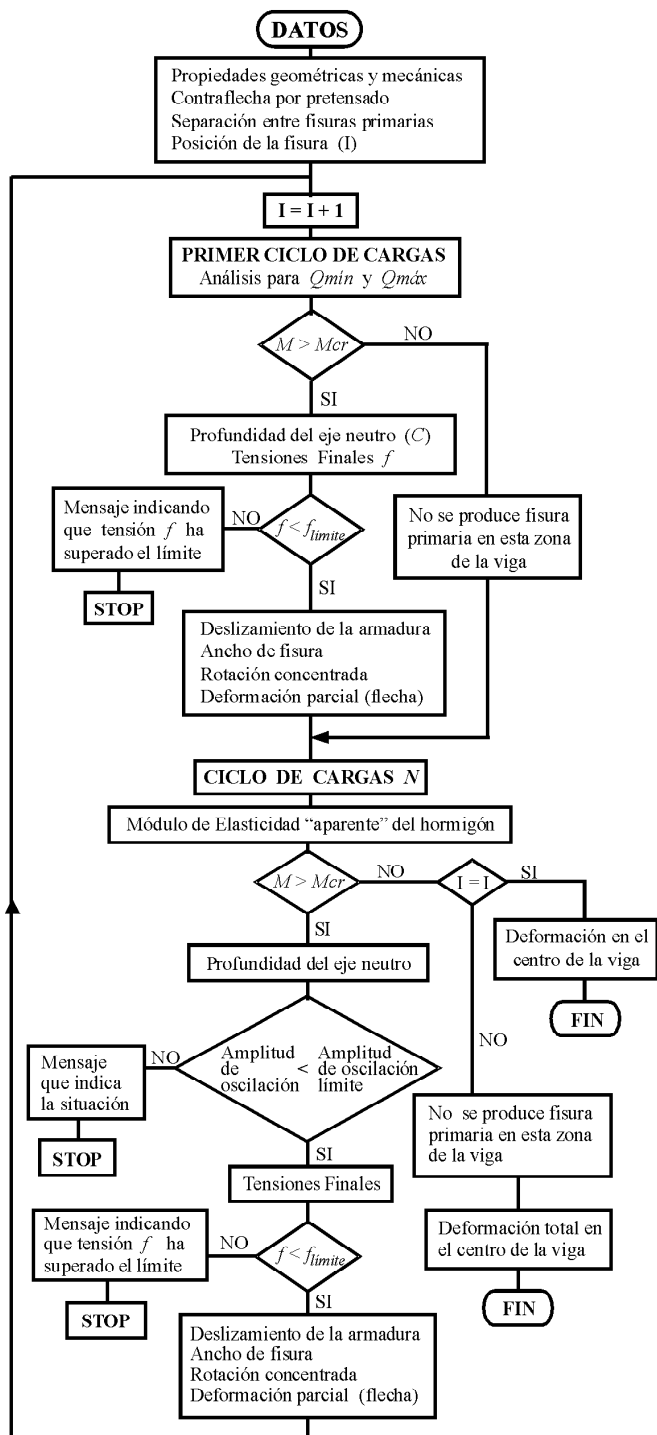 DATOS
Propiedades geométricas y mecánicas
Contraflecha por pretensado
Separación entre fisuras primarias
Posición de la fisura (I)
I = I + 1
PRIMER CICLO DE CARGAS
Análisis para Qmín y Qmáx
M > Mcr
NO
SI
Profundidad del eje neutro (C)
Tensiones Finales f
Mensaje indicando
que tensión f ha
superado el límite
NO
f < f límite
No se produce fisura
primaria en esta zona
de la viga
SI
STOP
Deslizamiento de la armadura
Ancho de fisura
Rotación concentrada
Deformación parcial (flecha)
CICLO DE CARGAS N
Módulo de Elasticidad “aparente” del hormigón
M > Mcr
NO
I = I
SI
SI
Profundidad del eje neutro
Deformación en el
centro de la viga
FIN
NO
Mensaje
que indica
la situación
NO
Amplitud < Amplitud
de de oscilación
oscilación límite
STOP
SI
No se produce fisura
primaria en esta zona
de la viga
Tensiones Finales
Mensaje indicando
que tensión f ha
superado el límite
NO
f < f límite
Deformación total en
el centro de la viga
SI
STOP
FIN
Deslizamiento de la armadura
Ancho de fisura
Rotación concentrada
Deformación parcial (flecha)